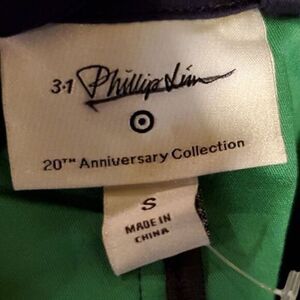 3.1 Phillip Lim
20TH Anniversary Collection
S
MADE IN
CHINA